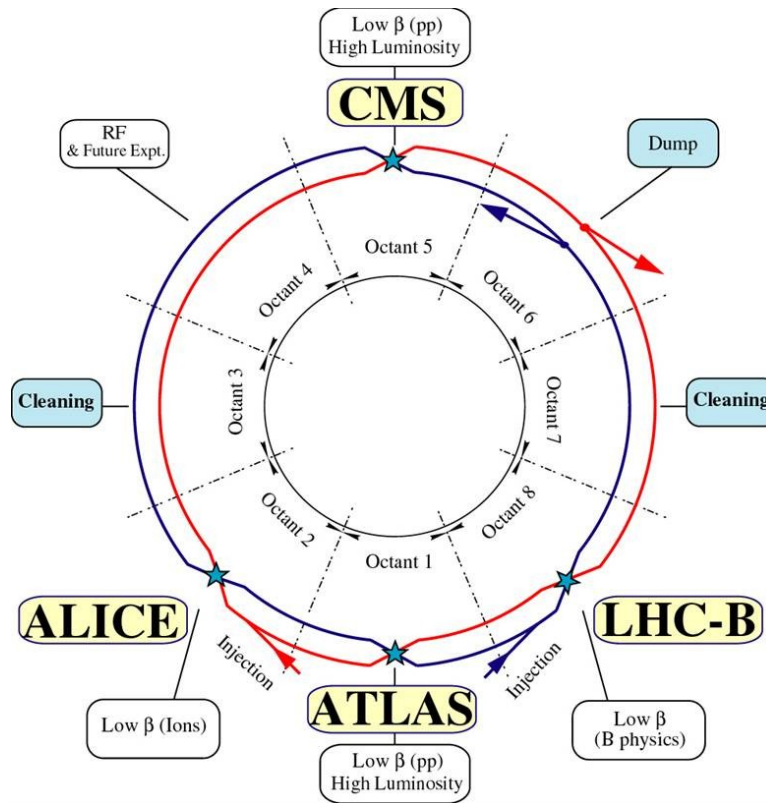 Low β (pp)
High Luminosity
CMS
RF
& Future Expt.
Dump
Octant 5
Octant 4
Octant 6
Cleaning
Octant 3
Octant 7
Cleaning
Octant 2
Octant 8
Octant 1
ALICE
LHC-B
Injection
Injection
ATLAS
Low β (Ions)
Low β
(B physics)
Low β (pp)
High Luminosity